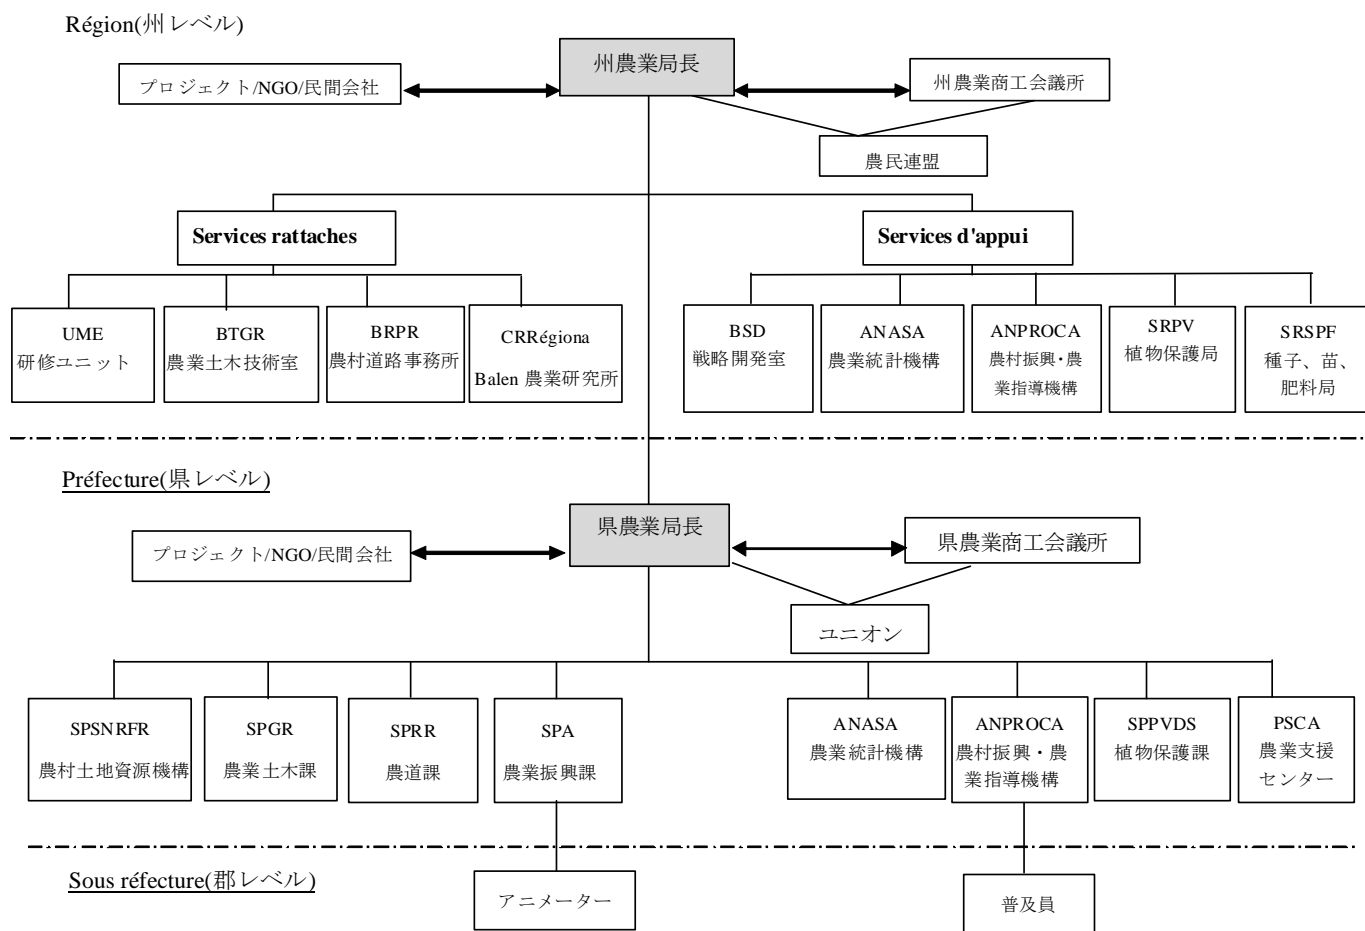 Région(州レベル)
州農業局長
プロジェクト/NGO/民間会社
州農業商工会議所
農民連盟
Services rattaches
Services d'appui
UME
研修ユニット
BTGR
農業土木技術室
BRPR
農村道路事務所
CRRégiona
Balen 農業研究所
BSD
戦略開発室
ANASA
農業統計機構
ANPROCA
農村振興・農
業指導機構
SRPV
植物保護局
SRSPF
種子、苗、
肥料局
Préfecture(県レベル)
県農業局長
プロジェクト/NGO/民間会社
県農業商工会議所
ユニオン
SPSNRFR
農村土地資源機構
SPGR
農業土木課
SPRR
農道課
SPA
農業振興課
ANASA
農業統計機構
ANPROCA
農村振興・農
業指導機構
SPPVDS
植物保護課
PSCA
農業支援
センター
Sous réfecture(郡レベル)
アニメーター
普及員